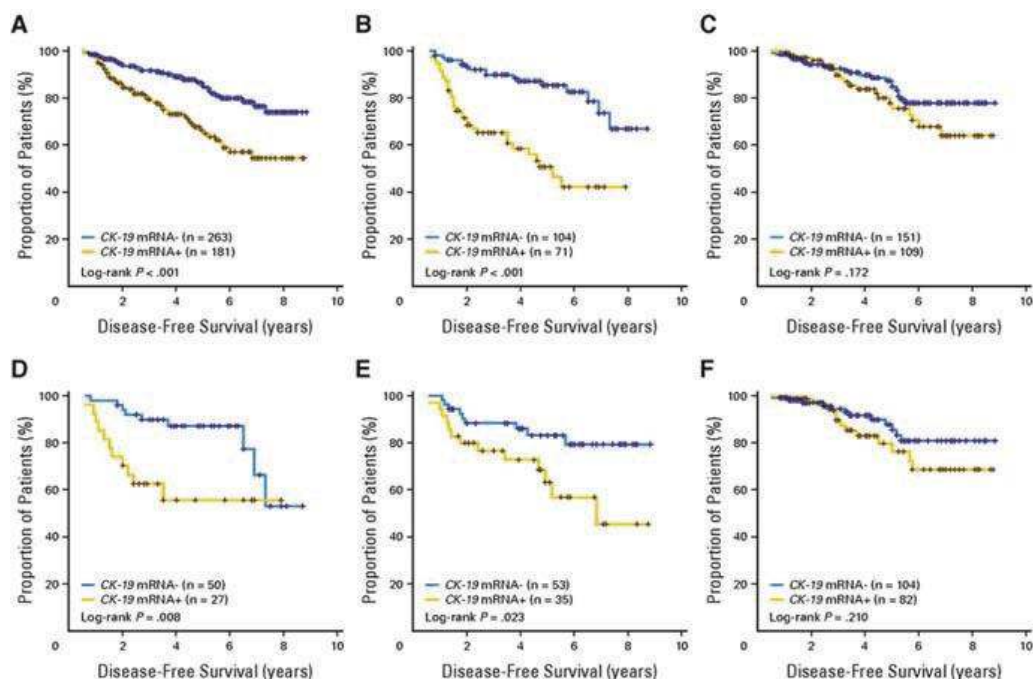 A
Proportion of Patients (%)
100
80
60
40
20
0
CK-19 mRNA- (n = 263)
CK-19 mRNA+ (n = 181)
Log-rank P < .001
2 4 6 8 10
Disease-Free Survival (years)
B
Proportion of Patients (%)
100
80
60
40
20
0
CK-19 mRNA- (n = 104)
CK-19 mRNA+ (n = 71)
Log-rank P < .001
2 4 6 8 10
Disease-Free Survival (years)
C
Proportion of Patients (%)
100
80
60
40
20
0
CK-19 mRNA- (n = 151)
CK-19 mRNA+ (n = 109)
Log-rank P = .172
2 4 6 8 10
Disease-Free Survival (years)
D
Proportion of Patients (%)
100
80
60
40
20
0
CK-19 mRNA- (n = 50)
CK-19 mRNA+ (n = 27)
Log-rank P = .008
2 4 6 8 10
Disease-Free Survival (years)
E
Proportion of Patients (%)
100
80
60
40
20
0
CK-19 mRNA- (n = 53)
CK-19 mRNA+ (n = 35)
Log-rank P = .023
2 4 6 8 10
Disease-Free Survival (years)
F
Proportion of Patients (%)
100
80
60
40
20
0
CK-19 mRNA- (n = 104)
CK-19 mRNA+ (n = 82)
Log-rank P = .210
2 4 6 8 10
Disease-Free Survival (years)